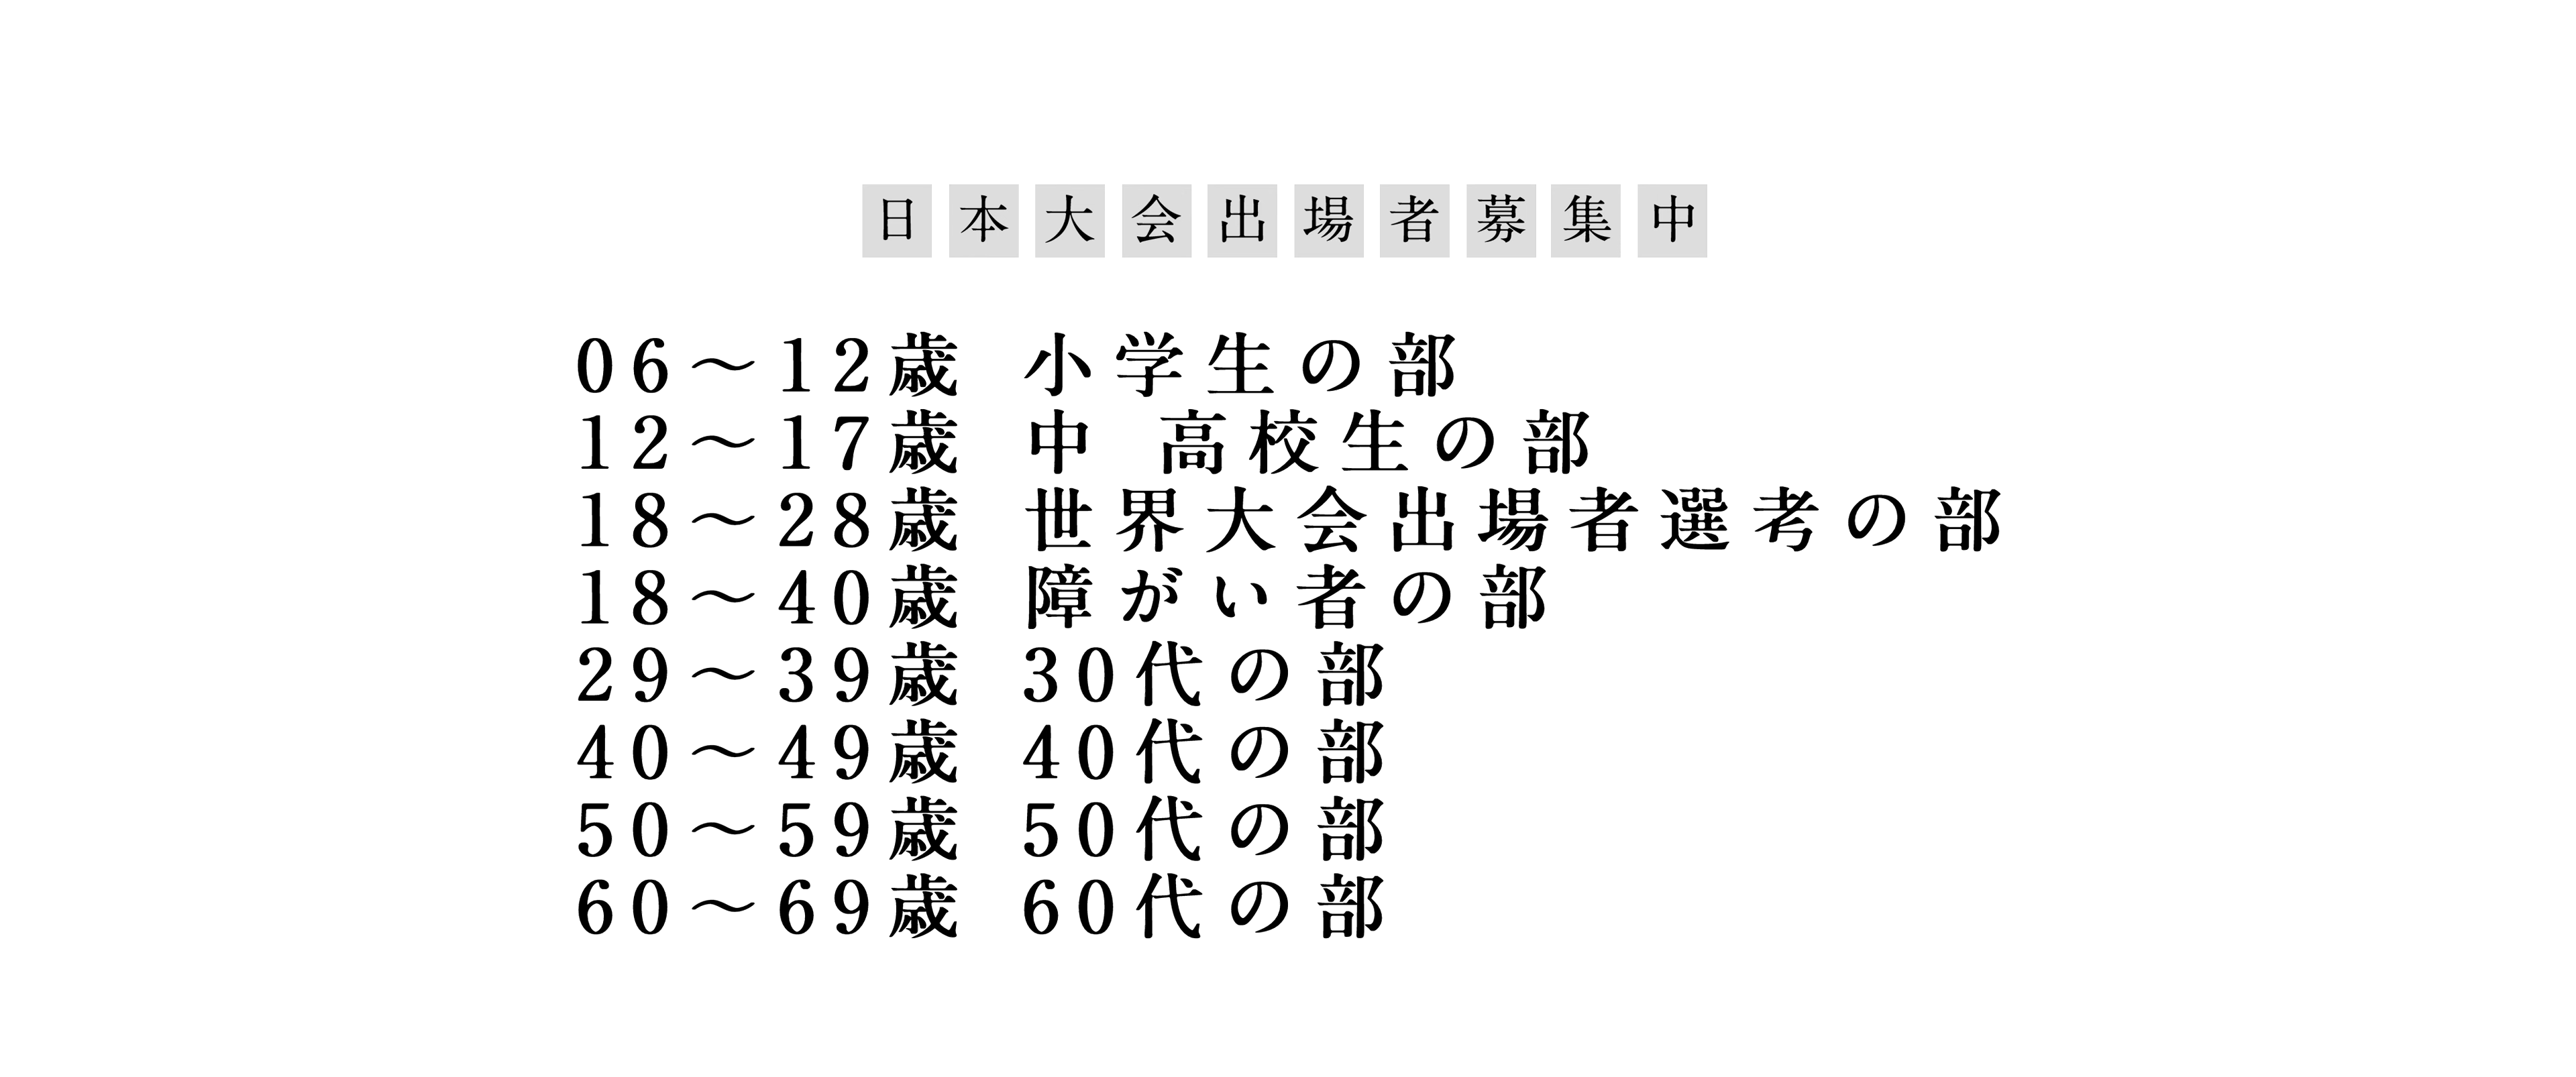 日本大会出場者募集中
06〜12歳 小学生の部
12〜17歳 中 高校生の部
18〜28歳 世界大会出場者選考の部
18〜40歳 障がい者の部
29〜39歳 30代の部
40〜49歳 40代の部
50〜59歳 50代の部
60〜69歳 60代の部